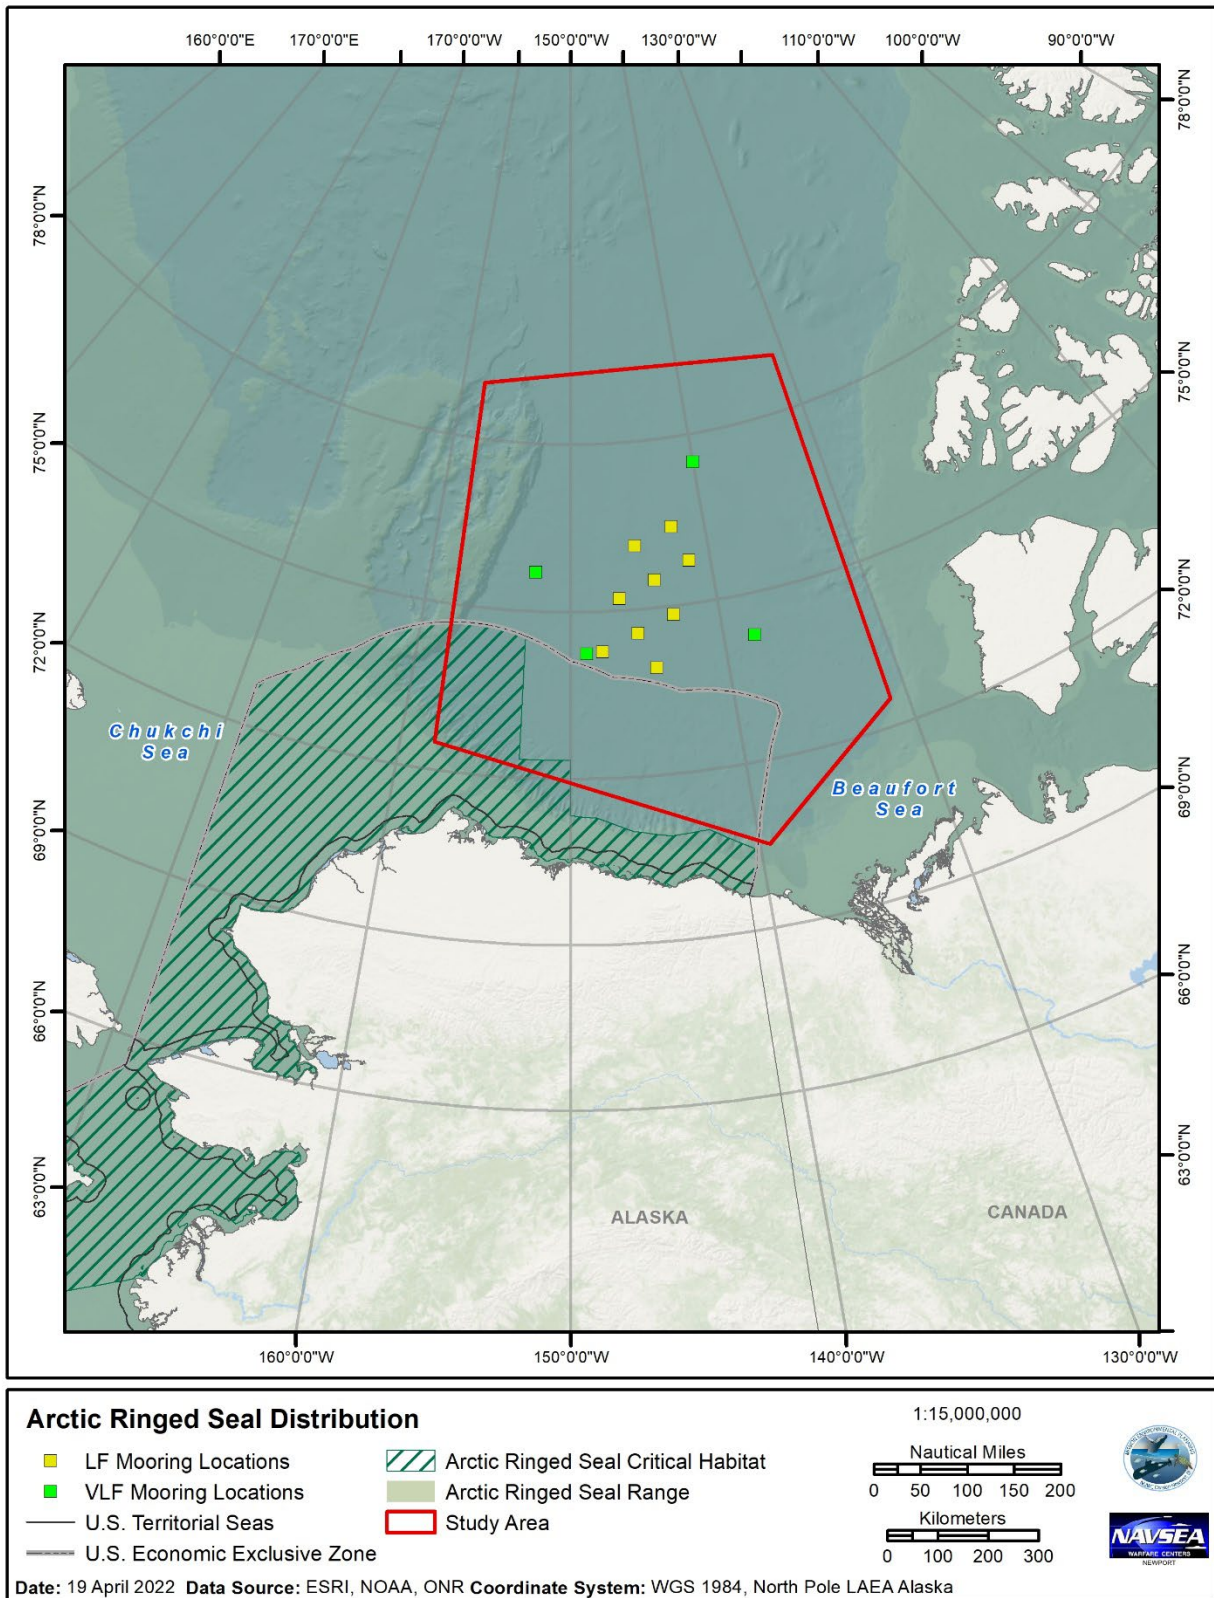 160°0'0"E 170°0'0"E 170°0'0"W 150°0'0"W 130°0'0"W 110°0'0"W 100°0'0"W 90°0'0"W
78°0'0"N
75°0'0"N
72°0'0"N
69°0'0"N
66°0'0"N
63°0'0"N
78°0'0"N
75°0'0"N
72°0'0"N
69°0'0"N
66°0'0"N
63°0'0"N
Chukchi
Sea
Beaufort
Sea
ALASKA
CANADA
160°0'0"W 150°0'0"W 140°0'0"W 130°0'0"W
Arctic Ringed Seal Distribution
LF Mooring Locations
VLF Mooring Locations
U.S. Territorial Seas
U.S. Economic Exclusive Zone
Arctic Ringed Seal Critical Habitat
Arctic Ringed Seal Range
Study Area
1:15,000,000
Nautical Miles
0 50 100 150 200
Kilometers
0 100 200 300
NAVSEA
WARFARE CENTERS
NEWPORT
Date: 19 April 2022 Data Source: ESRI, NOAA, ONR Coordinate System: WGS 1984, North Pole LAEA Alaska